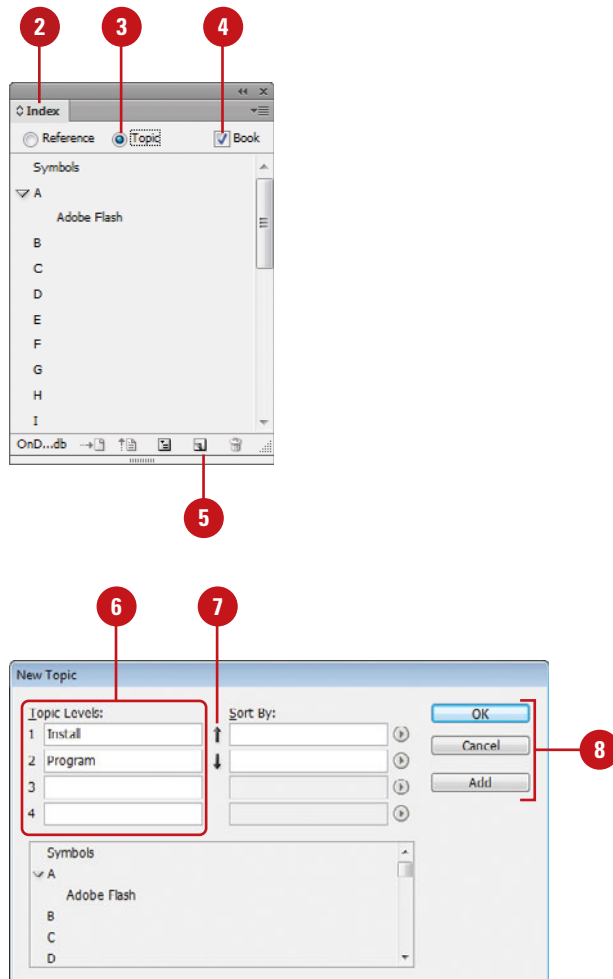 2 3 4
Index
Reference Topic Book
Symbols
A
Adobe Flash
B
C
D
E
F
G
H
I
OnD...db
5
6 7
New Topic
Topic Levels: Sort By: OK
1 Install
Cancel
2 Program
8
3 Add
4
Symbols
A
Adobe Flash
B
C
D